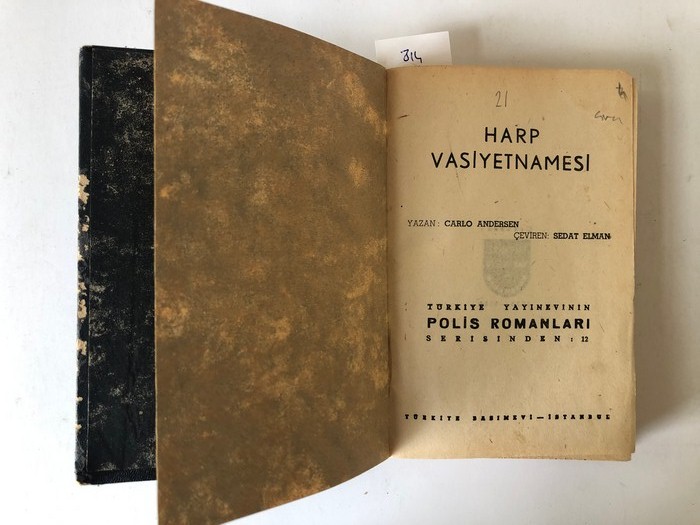 314
21
HARP
VASİYETNAMESİ
YAZAN: CARLO ANDERSEN
ÇEVİREN: SEDAT ELMAN
TÜRKİYE YAYINEVİNİN
POLİS ROMANLARI
SERİSİNDEN: 12
TÜRKİYE BASIMEVİ—İSTANBUL